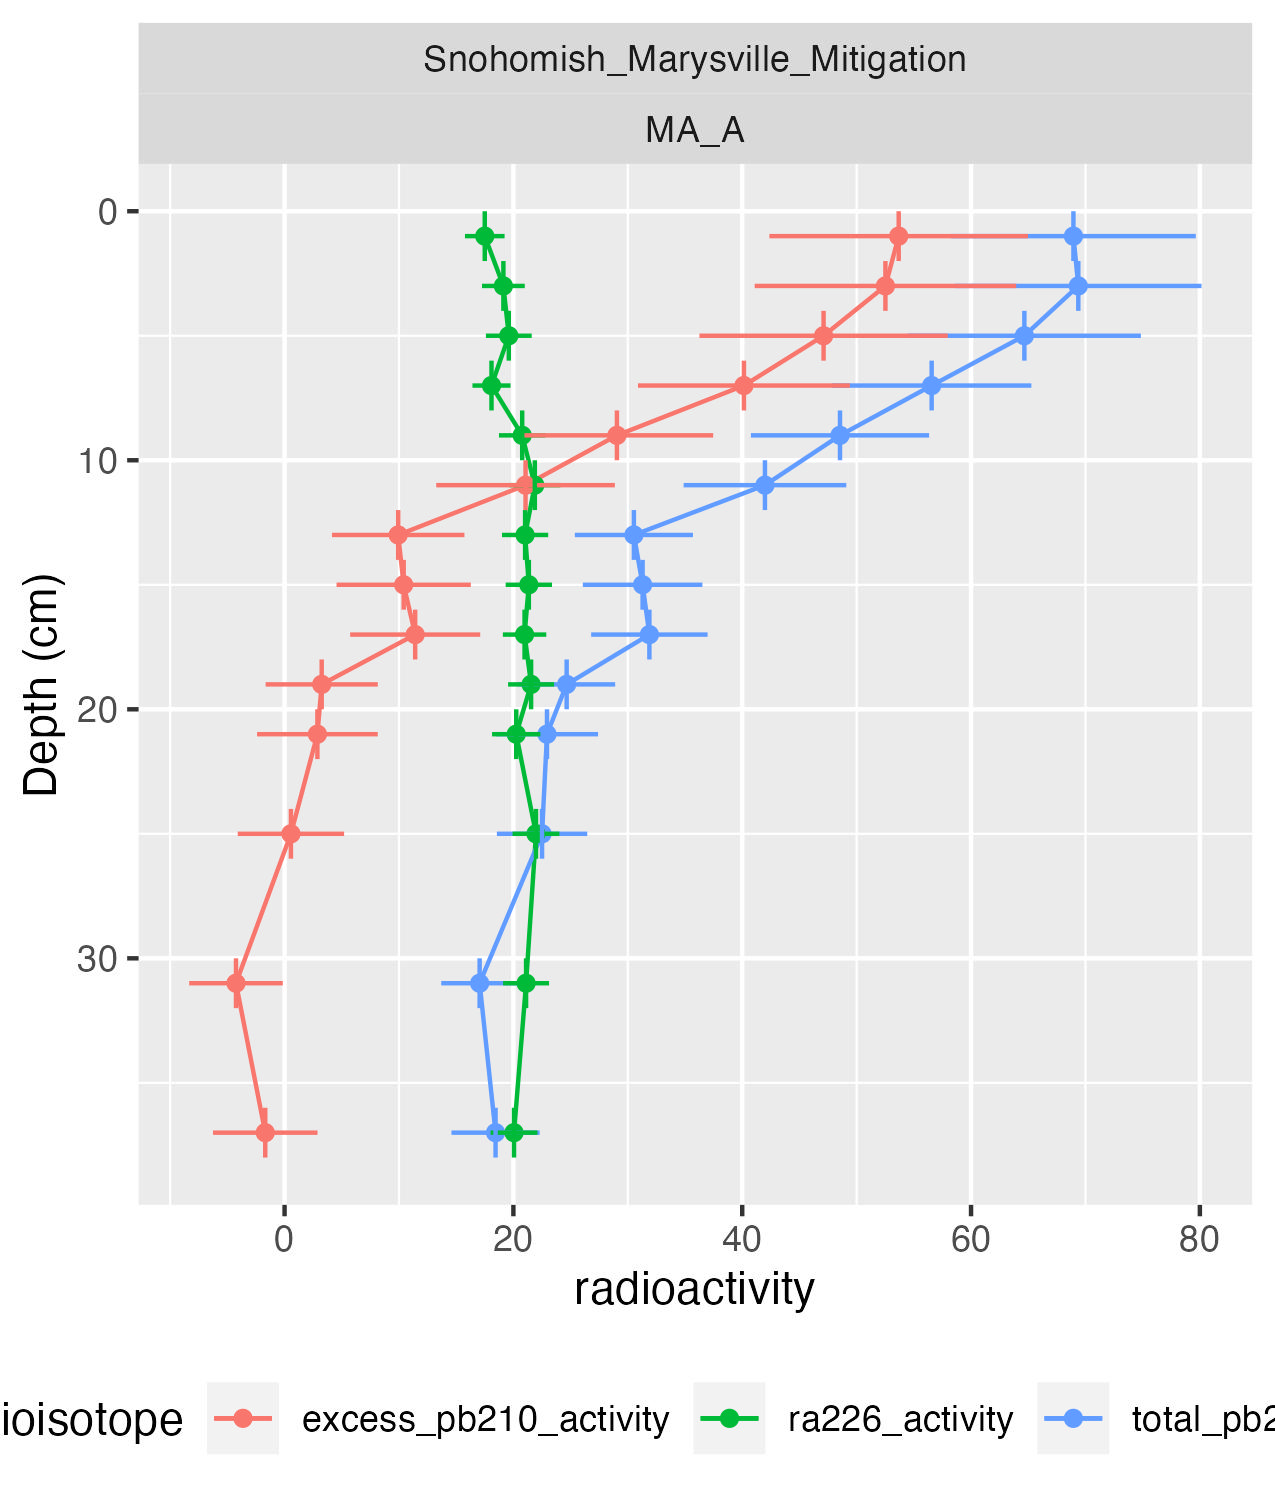 Snohomish_Marysville_Mitigation
MA_A
0
10
20
30
Depth (cm)
0 20 40 60 80
radioactivity
ioisotope excess_pb210_activity ra226_activity total_pb2